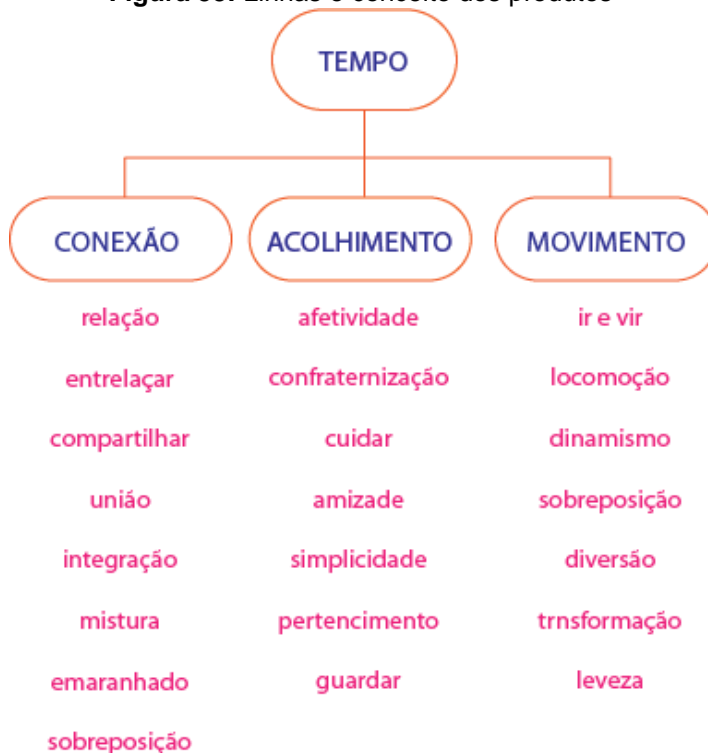 TEMPO
CONEXÃO
ACOLHIMENTO
MOVIMENTO
relação
afetividade
ir e vir
entrelaçar
confraternização
locomoção
compartilhar
cuidar
dinamismo
união
amizade
sobreposição
integração
simplicidade
diversão
mistura
pertencimento
trnsformação
emaranhado
guardar
leveza
sobreposição